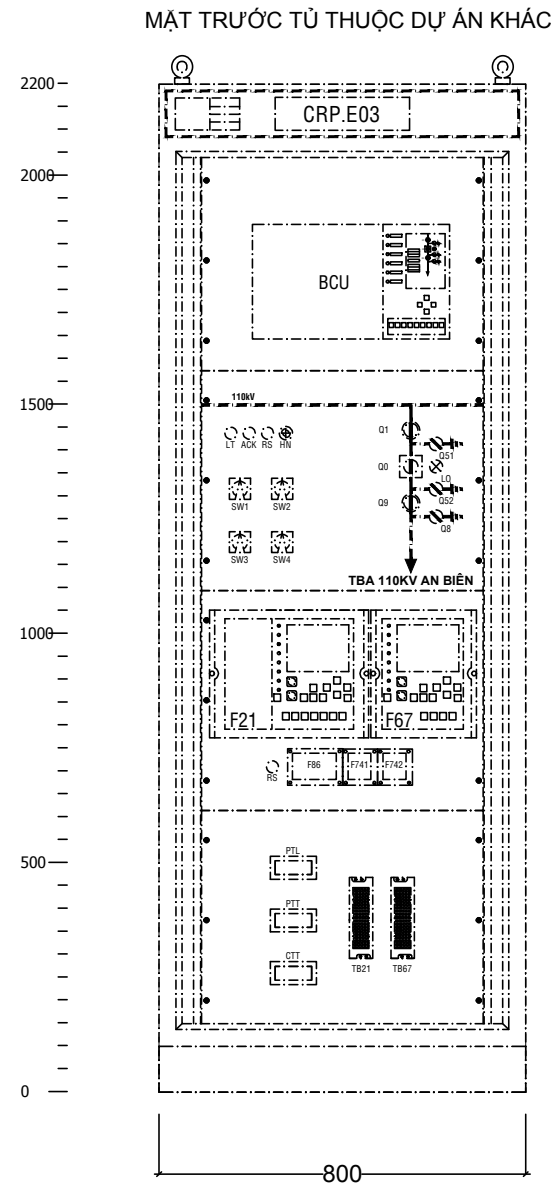 MẶT TRƯỚC TỦ THUỘC DỰ ÁN KHÁC
2200
CRP.E03
2000
BCU
1500
110kV
LT ACK RS HN
Q1
Q51
Q0
LO
SW1 SW2
Q9
Q52
Q8
SW3 SW4
TBA 110KV AN BIÊN
1000
F21 F67
RS
F86 F741 F742
500
PTL
PTT
CTT
TB21 TB67
0
800